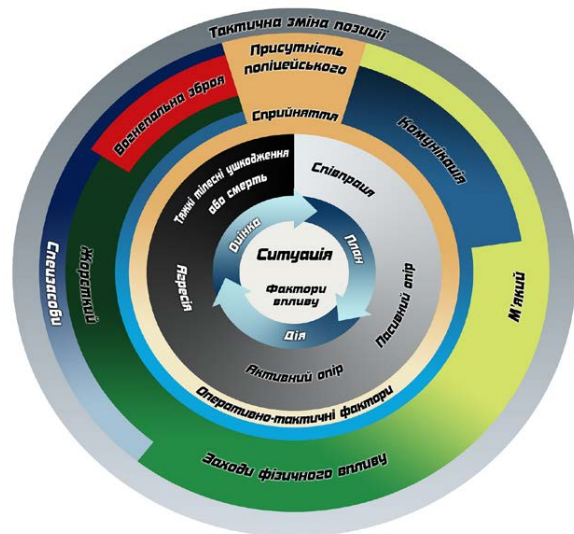 Тактична зміна позиції
Присутність
поліцейського
Сприйняття
Вогнепальна зброя
Комунікація
Тяжкі тілесні ушкодження
або смерть
Співпраця
Оцінка
План
Ситуація
Фактори
впливу
Дія
Спецзасоби
Жорсткий
Агресія
Пасивний опір
М'який
Активний опір
Оперативно-тактичні фактори
Заходи фізичного впливу